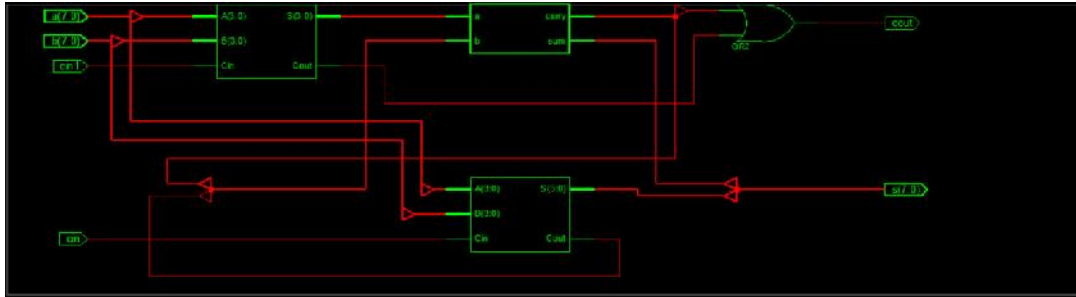 a(7:0)
A(3:0) S(3:0)
a carry
cout
b(7:0)
B(3:0)
b sum
OR2
cin1
Cin Cout
A(3:0) S(3:0)
s(7:0)
B(3:0)
cin
Cin Cout